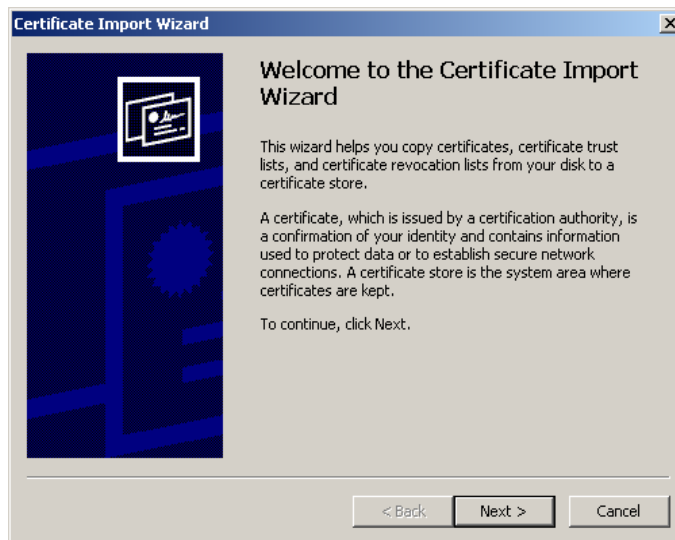 Certificate Import Wizard
Welcome to the Certificate Import
Wizard
This wizard helps you copy certificates, certificate trust
lists, and certificate revocation lists from your disk to a
certificate store.
A certificate, which is issued by a certification authority, is
a confirmation of your identity and contains information
used to protect data or to establish secure network
connections. A certificate store is the system area where
certificates are kept.
To continue, click Next.
< Back Next > Cancel